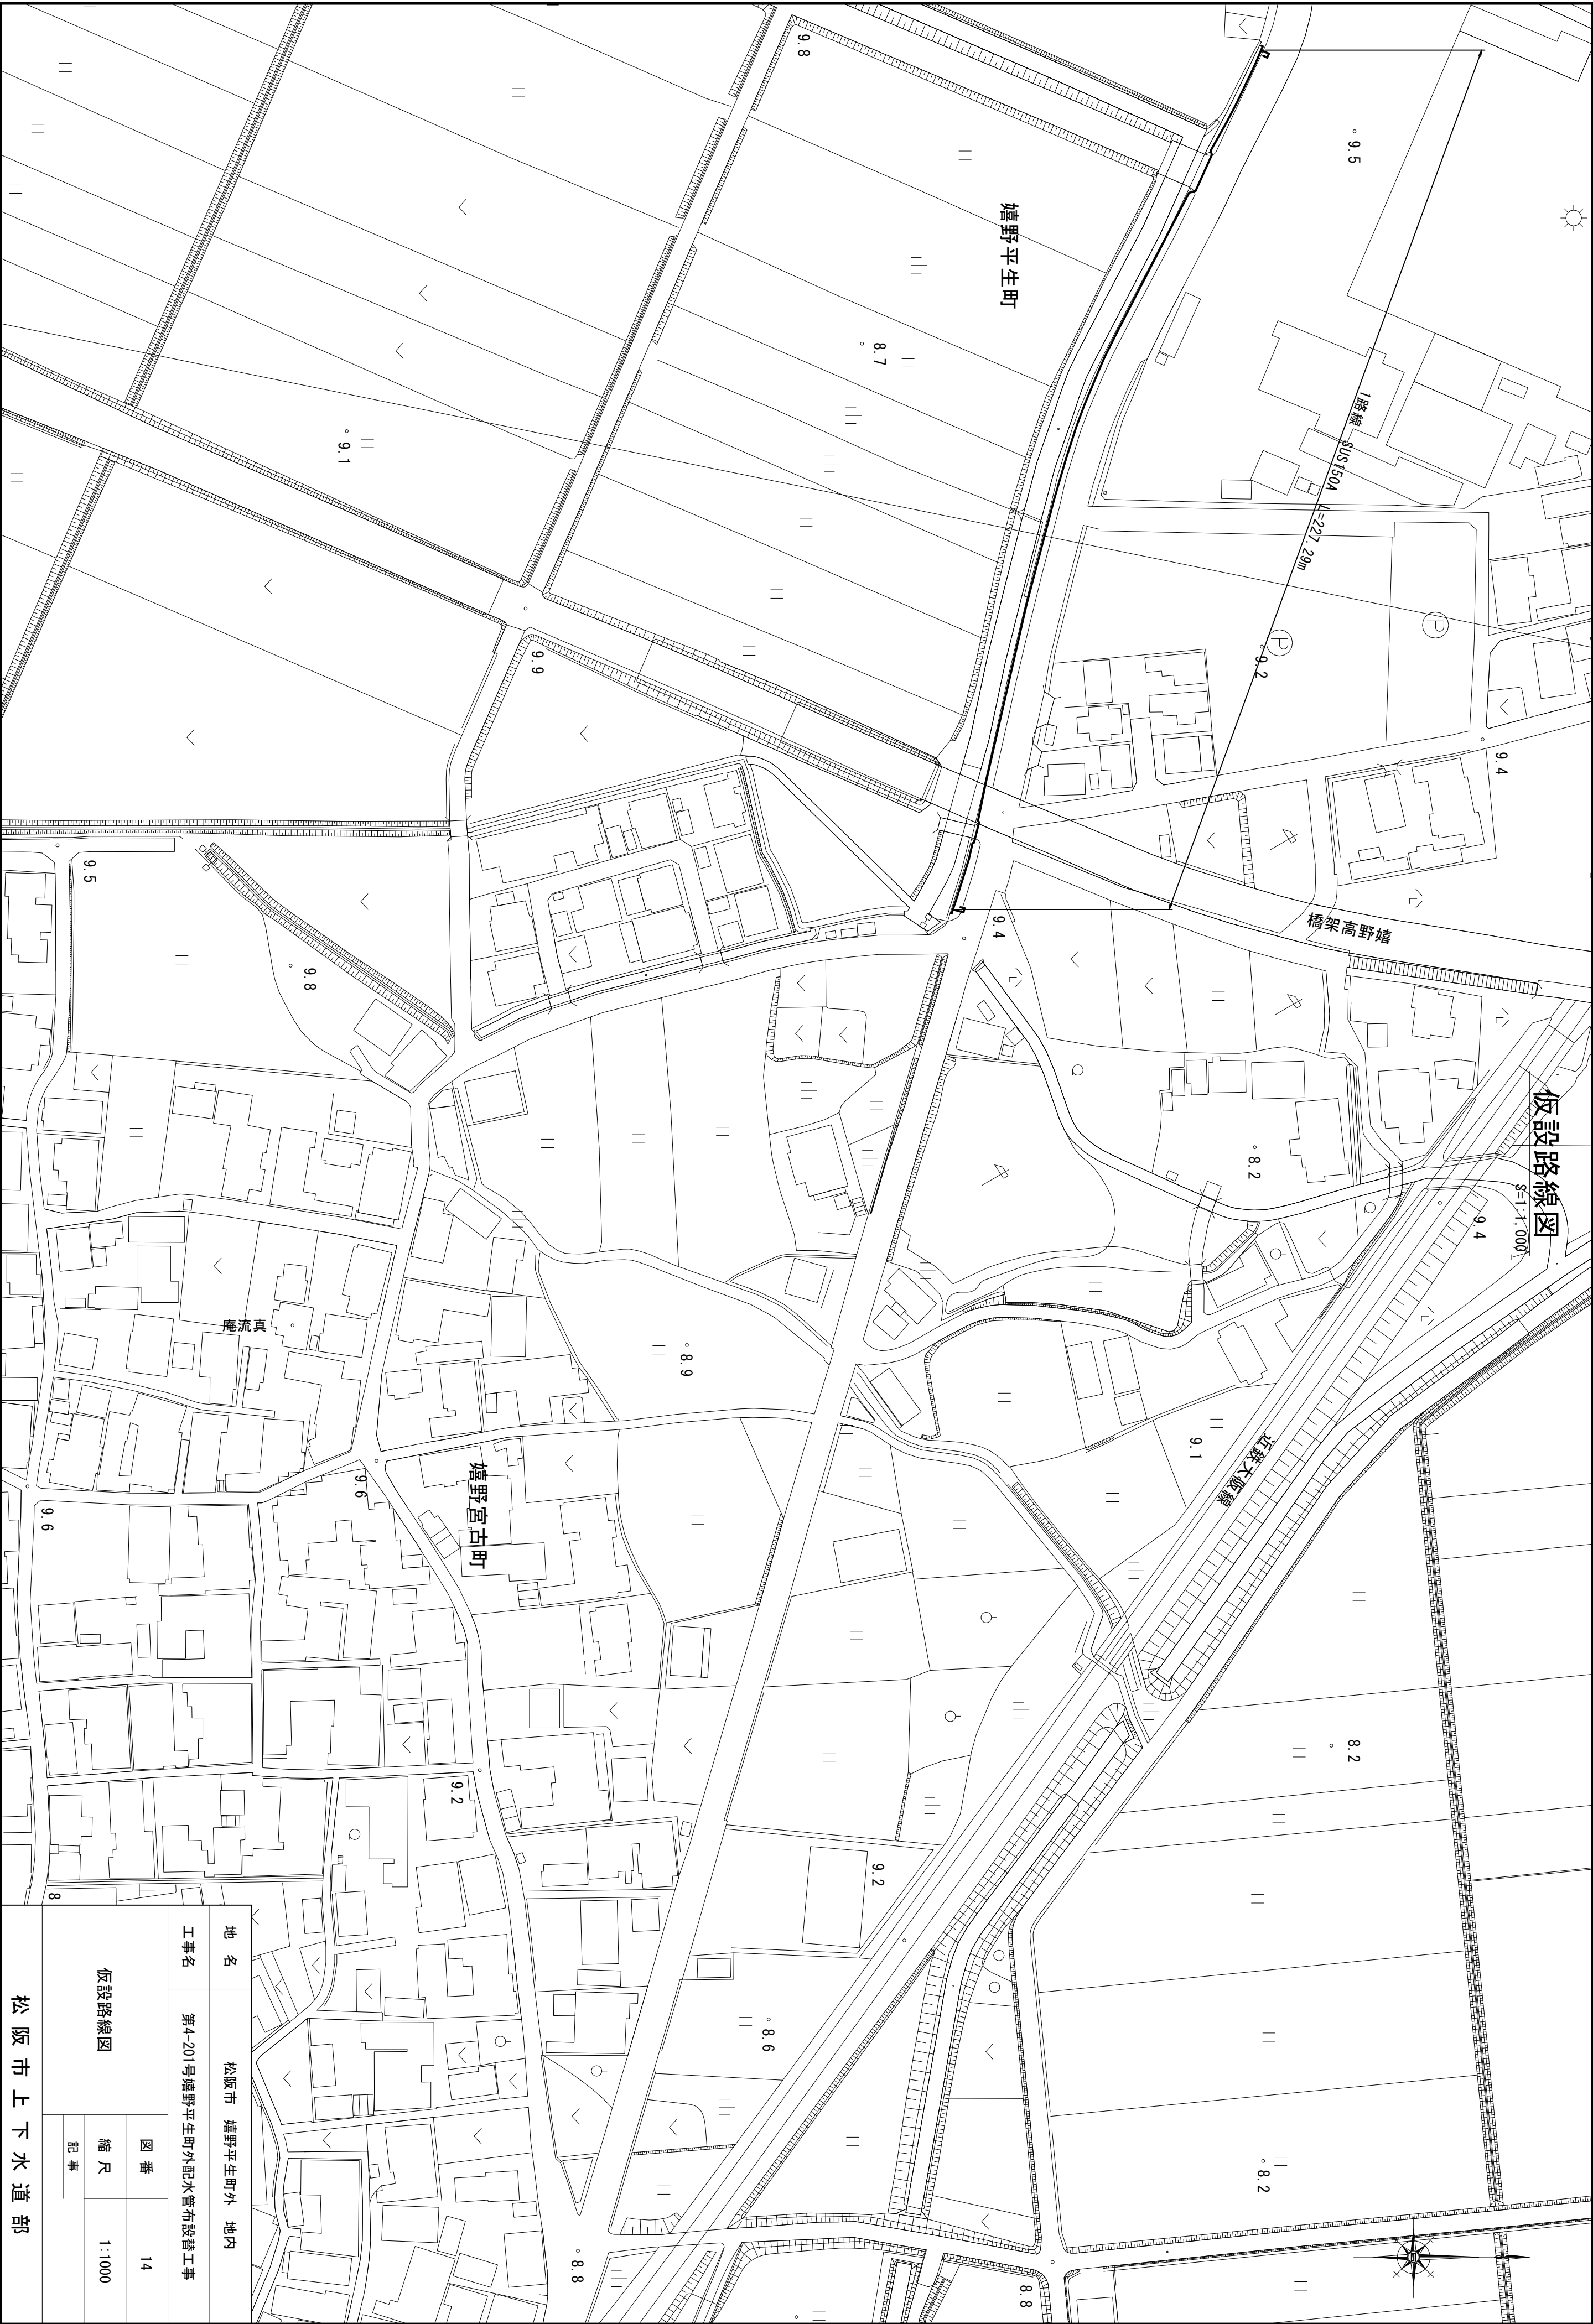 仮設路線図
S=1:1,000
1路線 SUS150A L=227.29m
嬉野平生町
嬉野宮古町
橋架高野嬉
近鉄大阪線
庵流真
P
P
9.8
9.5
8.7
9.1
9.9
9.2
9.4
9.4
9.5
9.8
8.2
9.4
8.9
9.1
9.6
9.6
9.2
9.2
8.2
8.6
8.2
8.8
8.8
8
地 名 松阪市 嬉野平生町外 地内
工事名 第4-201号嬉野平生町外配水管布設替工事
仮設路線図
図 番 14
縮 尺 1:1000
記 事
松阪市上下水道部